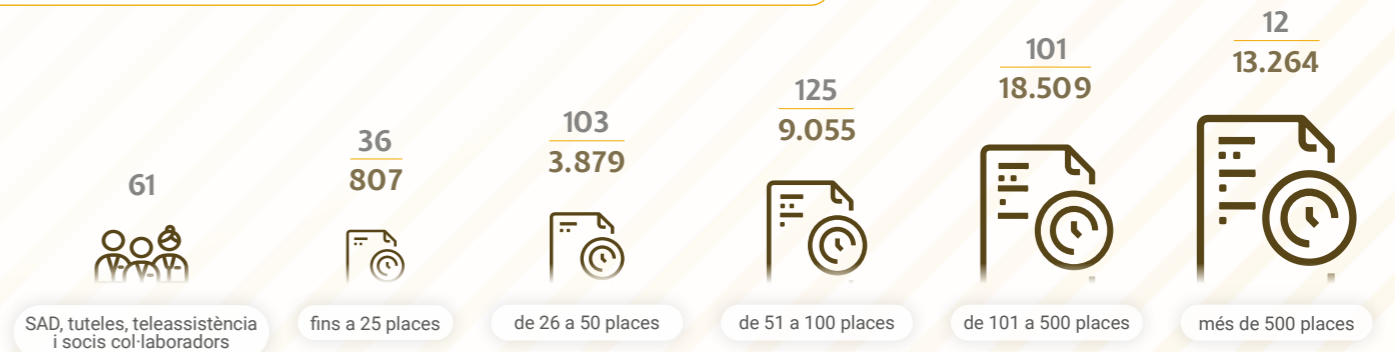 61
SAD, tuteles, teleassistència
i socis col·laboradors
36
807
fins a 25 places
103
3.879
de 26 a 50 places
125
9.055
de 51 a 100 places
101
18.509
de 101 a 500 places
12
13.264
més de 500 places